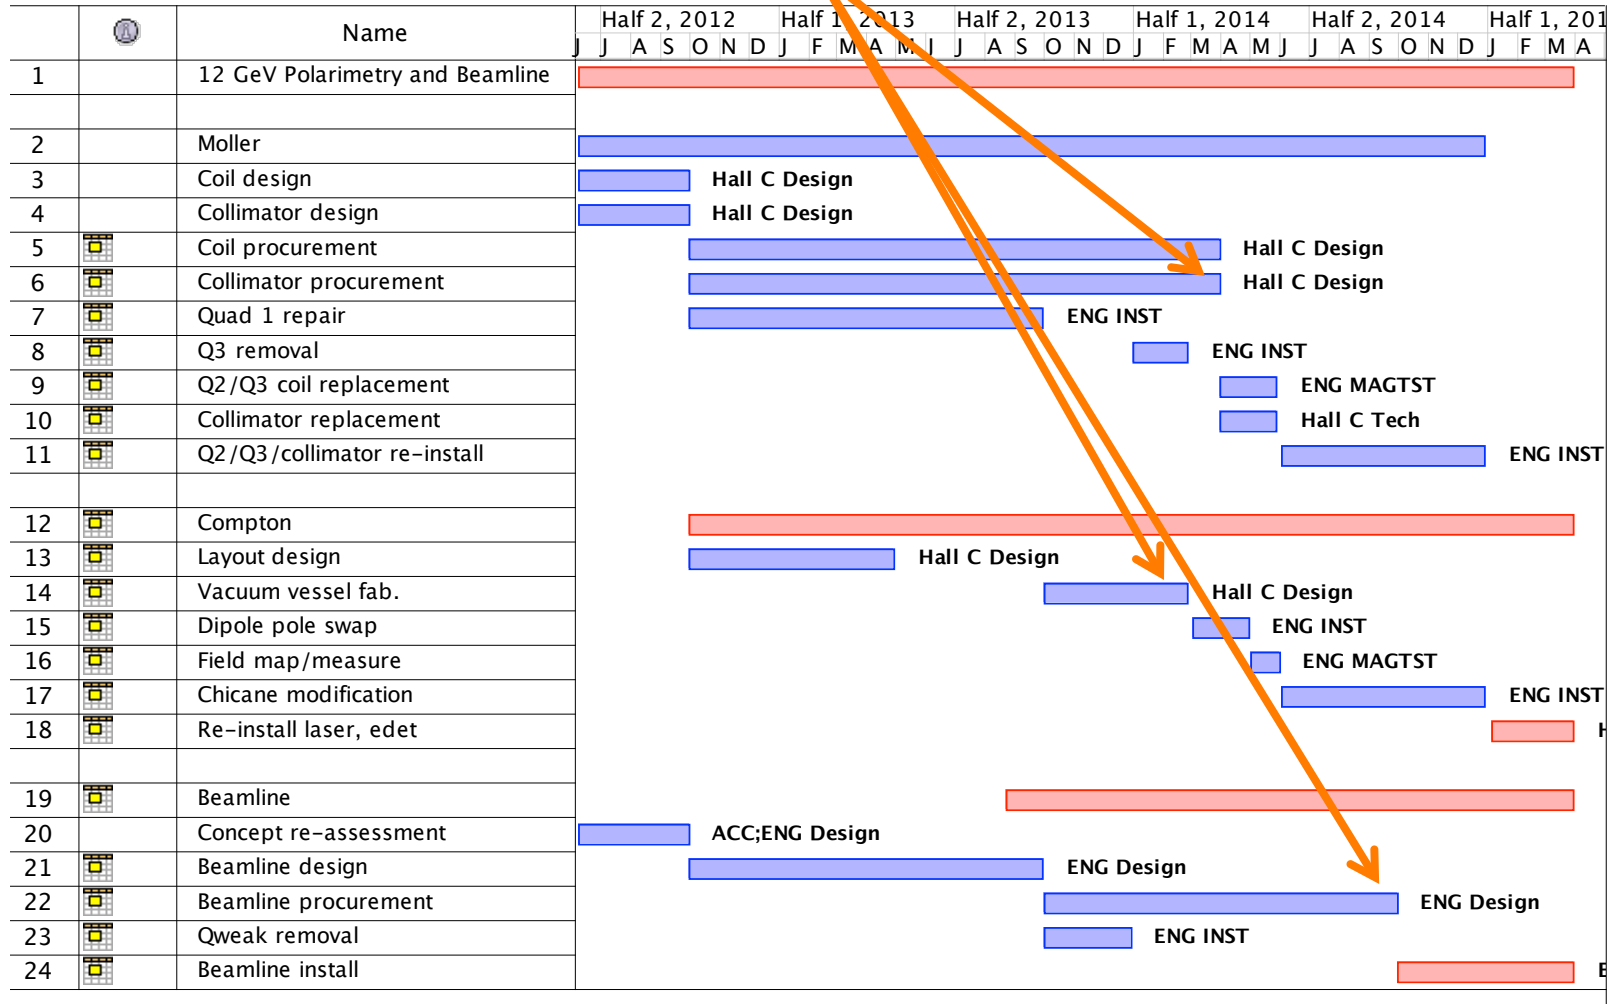 Half 2, 2012 Half 1, 2013 Half 2, 2013 Half 1, 2014 Half 2, 2014 Half 1, 201
Name
J J A S O N D J F M A M J J A S O N D J F M A M J J A S O N D J F M A
1 12 GeV Polarimetry and Beamline
2 Moller
3 Coil design Hall C Design
4 Collimator design Hall C Design
5 Coil procurement Hall C Design
6 Collimator procurement Hall C Design
7 Quad 1 repair ENG INST
8 Q3 removal ENG INST
9 Q2/Q3 coil replacement ENG MAGTST
10 Collimator replacement Hall C Tech
11 Q2/Q3/collimator re-install ENG INST
12 Compton
13 Layout design Hall C Design
14 Vacuum vessel fab. Hall C Design
15 Dipole pole swap ENG INST
16 Field map/measure ENG MAGTST
17 Chicane modification ENG INST
18 Re-install laser, edet H
19 Beamline
20 Concept re-assessment ACC;ENG Design
21 Beamline design ENG Design
22 Beamline procurement ENG Design
23 Qweak removal ENG INST
24 Beamline install E